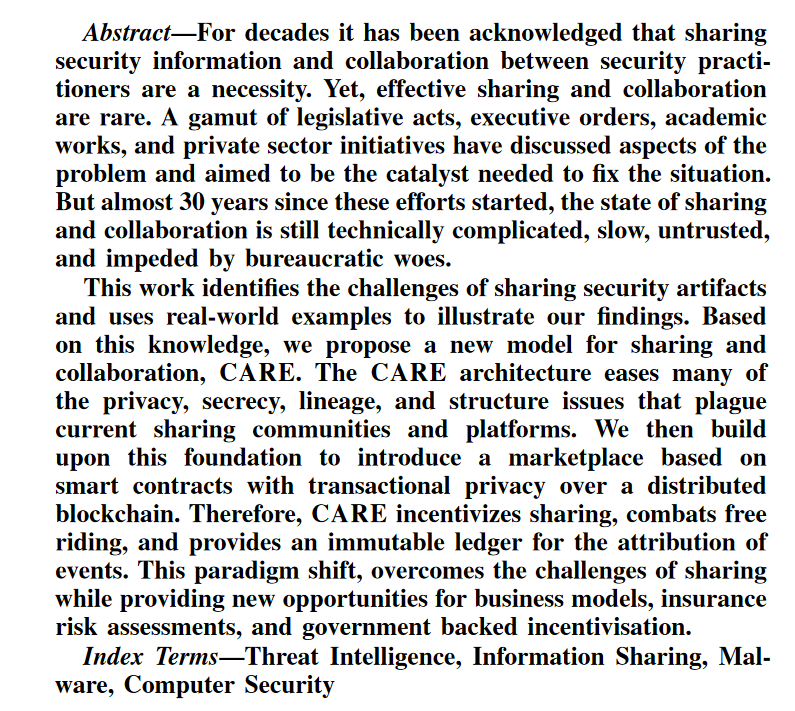 Abstract—For decades it has been acknowledged that sharing
security information and collaboration between security practi-
tioners are a necessity. Yet, effective sharing and collaboration
are rare. A gamut of legislative acts, executive orders, academic
works, and private sector initiatives have discussed aspects of the
problem and aimed to be the catalyst needed to fix the situation.
But almost 30 years since these efforts started, the state of sharing
and collaboration is still technically complicated, slow, untrusted,
and impeded by bureaucratic woes.
This work identifies the challenges of sharing security artifacts
and uses real-world examples to illustrate our findings. Based
on this knowledge, we propose a new model for sharing and
collaboration, CARE. The CARE architecture eases many of
the privacy, secrecy, lineage, and structure issues that plague
current sharing communities and platforms. We then build
upon this foundation to introduce a marketplace based on
smart contracts with transactional privacy over a distributed
blockchain. Therefore, CARE incentivizes sharing, combats free
riding, and provides an immutable ledger for the attribution of
events. This paradigm shift, overcomes the challenges of sharing
while providing new opportunities for business models, insurance
risk assessments, and government backed incentivisation.
Index Terms—Threat Intelligence, Information Sharing, Mal-
ware, Computer Security